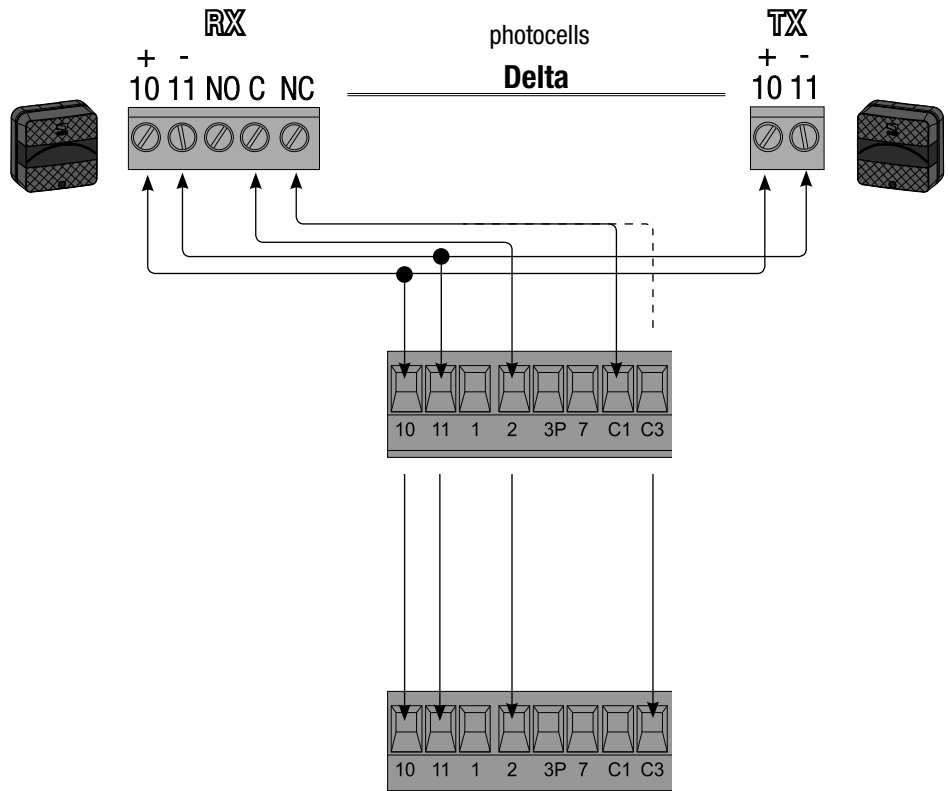 RX
photocells
TX
+ -
Delta
+ -
10 11 NO C NC
10 11
10 11 1 2 3P 7 C1 C3
10 11 1 2 3P 7 C1 C3